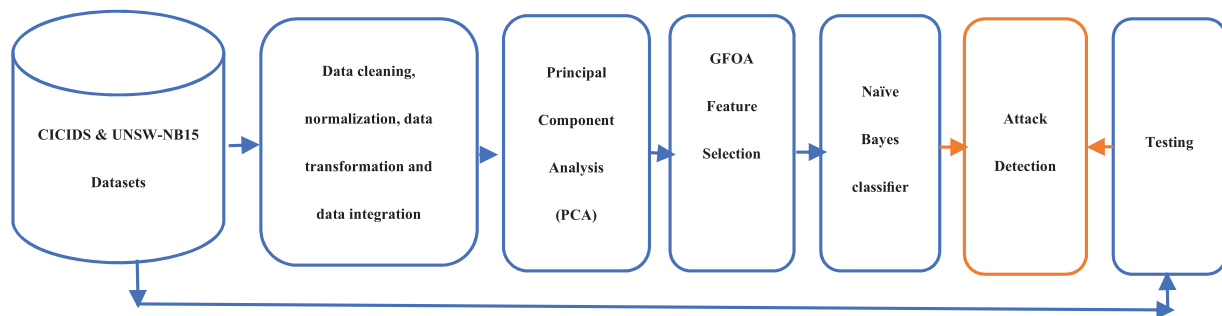 CICIDS & UNSW-NB15
Datasets
Data cleaning,
normalization, data
transformation and
data integration
Principal
Component
Analysis
(PCA)
GFOA
Feature
Selection
Naïve
Bayes
classifier
Attack
Detection
Testing